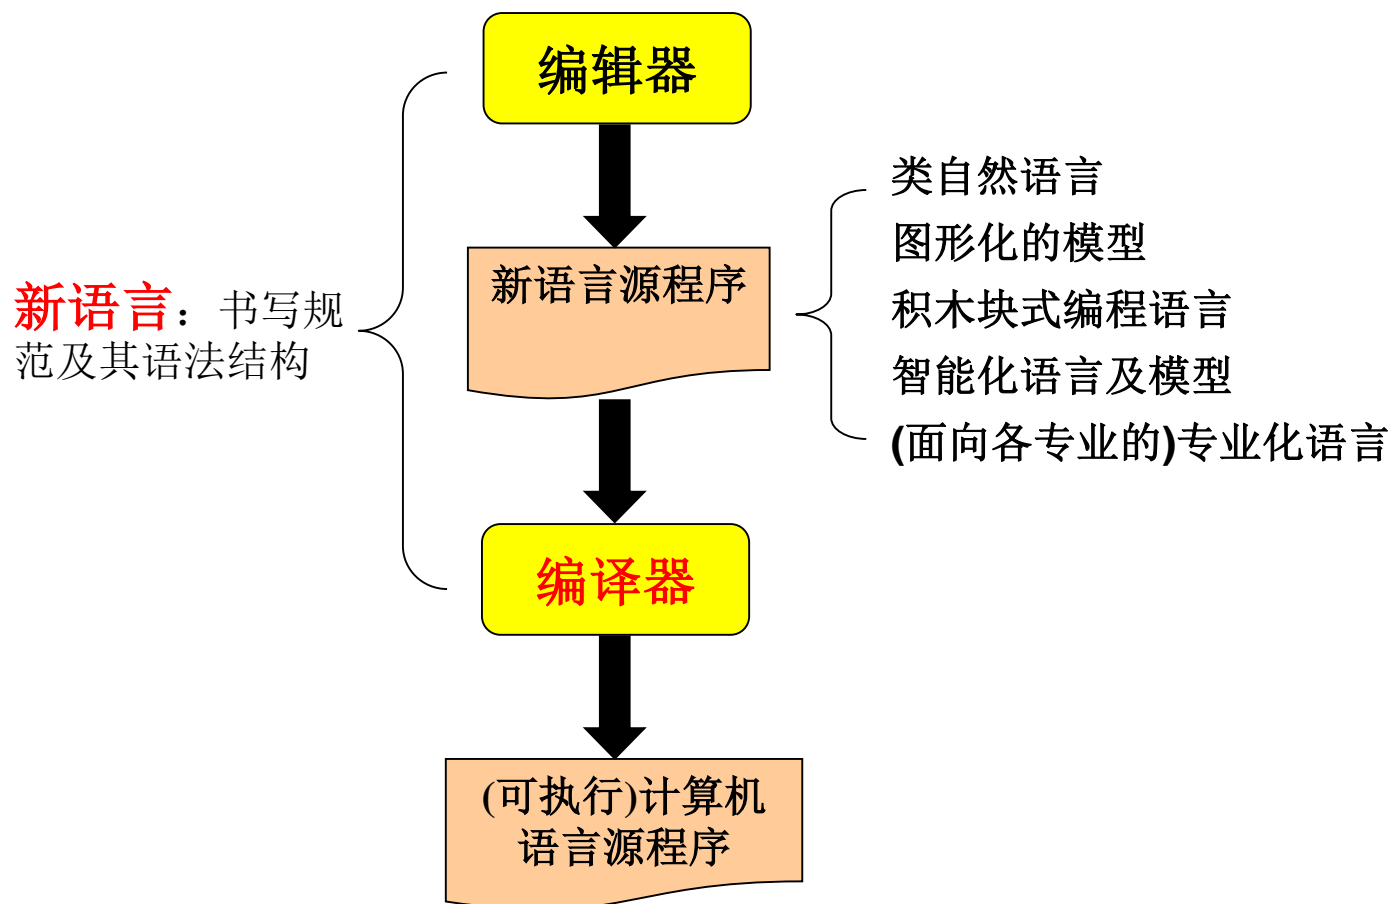 编辑器
新语言源程序
新语言：书写规
范及其语法结构
类自然语言
图形化的模型
积木块式编程语言
智能化语言及模型
(面向各专业的)专业化语言
编译器
(可执行)计算机
语言源程序